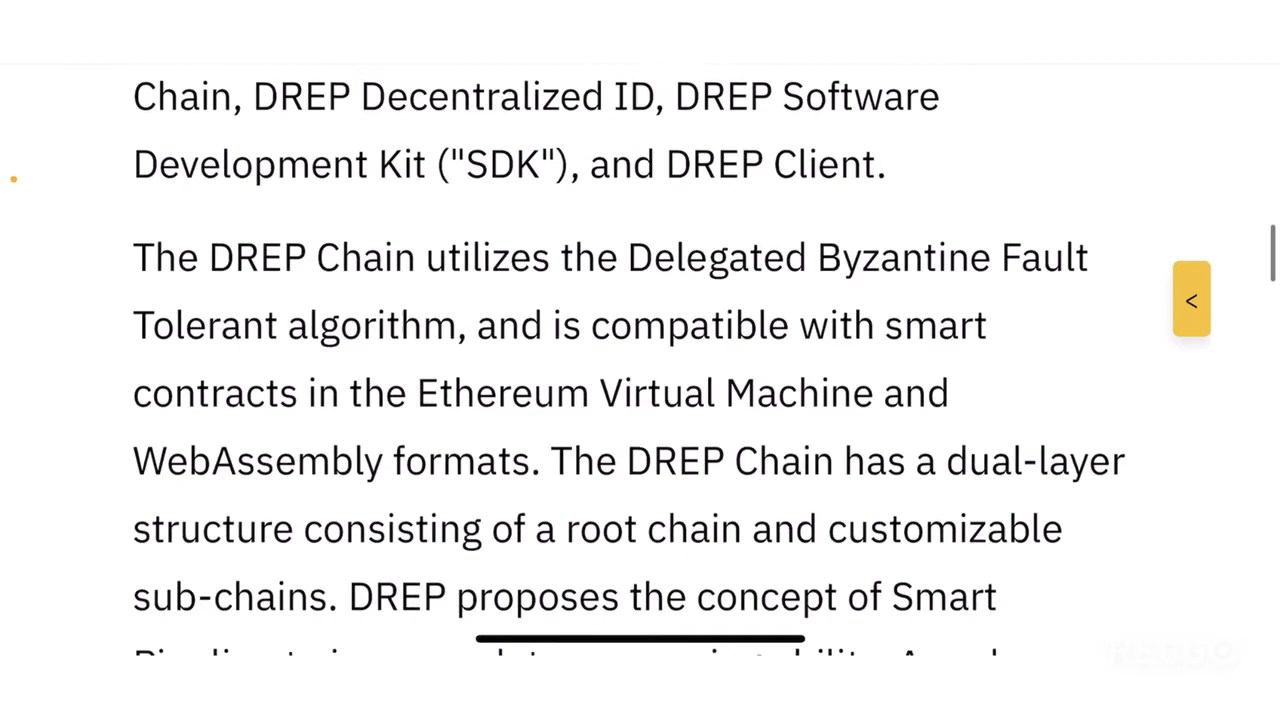 Chain, DREP Decentralized ID, DREP Software
Development Kit ("SDK"), and DREP Client.
The DREP Chain utilizes the Delegated Byzantine Fault
Tolerant algorithm, and is compatible with smart
contracts in the Ethereum Virtual Machine and
<
WebAssembly formats. The DREP Chain has a dual-layer
structure consisting of a root chain and customizable
sub-chains. DREP proposes the concept of Smart